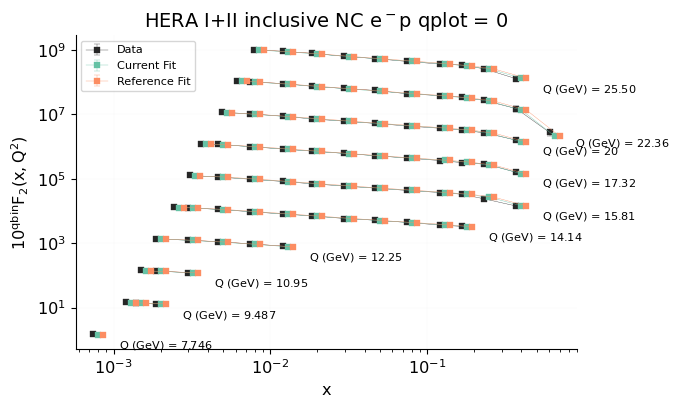 HERA I+II inclusive NC e⁻p qplot = 0
Data
Current Fit
Reference Fit
10^qbin F₂(x, Q²)
10⁹
10⁷
10⁵
10³
10¹
Q (GeV) = 25.50
Q (GeV) = 22.36
Q (GeV) = 20
Q (GeV) = 17.32
Q (GeV) = 15.81
Q (GeV) = 14.14
Q (GeV) = 12.25
Q (GeV) = 10.95
Q (GeV) = 9.487
Q (GeV) = 7.746
10⁻³ 10⁻² 10⁻¹
x